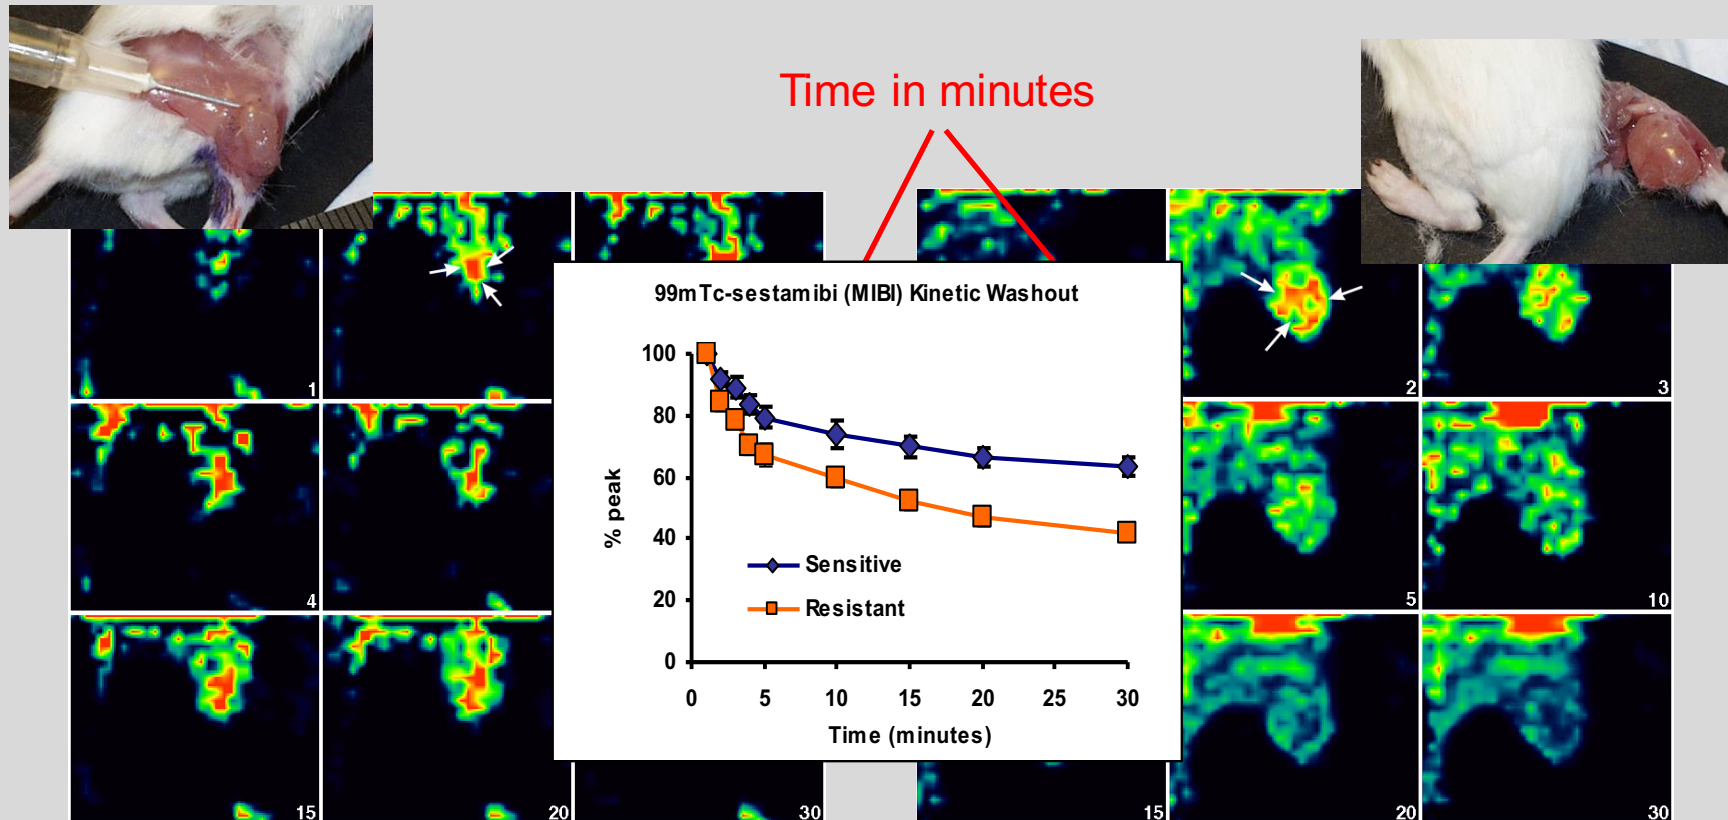 Time in minutes
99mTc-sestamibi (MIBI) Kinetic Washout
100
80
60
40
20
0
% peak
Sensitive
Resistant
0 5 10 15 20 25 30
Time (minutes)
1
2
3
4
5
10
15
20
30
15
20
30